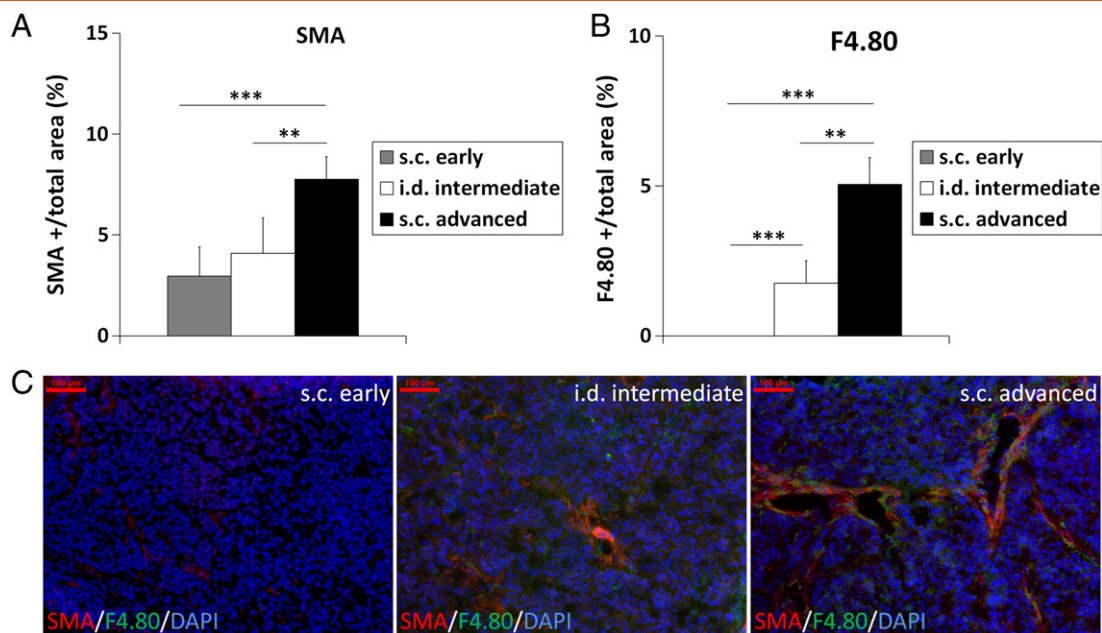 A
SMA
SMA +/total area (%)
15
10
5
0
***
**
s.c. early
i.d. intermediate
s.c. advanced
B
F4.80
F4.80 +/total area (%)
10
5
0
***
**
***
s.c. early
i.d. intermediate
s.c. advanced
C
100 µm
s.c. early
SMA/F4.80/DAPI
100 µm
i.d. intermediate
SMA/F4.80/DAPI
100 µm
s.c. advanced
SMA/F4.80/DAPI